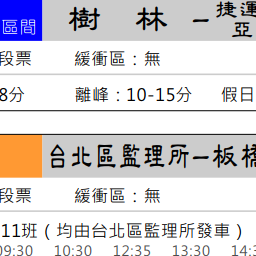 區間 樹 林 － 捷運
亞
段票 緩衝區：無
8分 離峰：10-15分 假日
台北區監理所－板橋
段票 緩衝區：無
11班（均由台北區監理所發車）
09:30 10:30 12:35 13:30 14:3